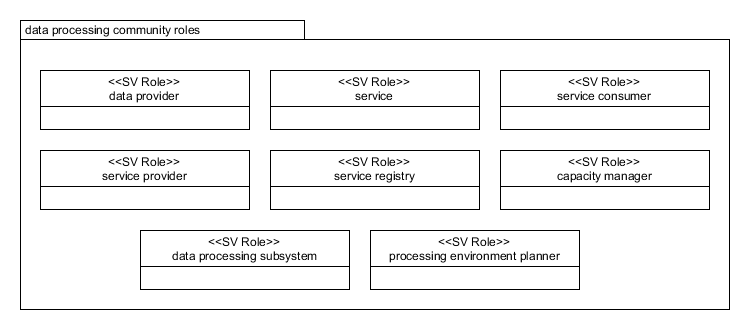 data processing community roles
<<SV Role>>
data provider
<<SV Role>>
service
<<SV Role>>
service consumer
<<SV Role>>
service provider
<<SV Role>>
service registry
<<SV Role>>
capacity manager
<<SV Role>>
data processing subsystem
<<SV Role>>
processing environment planner